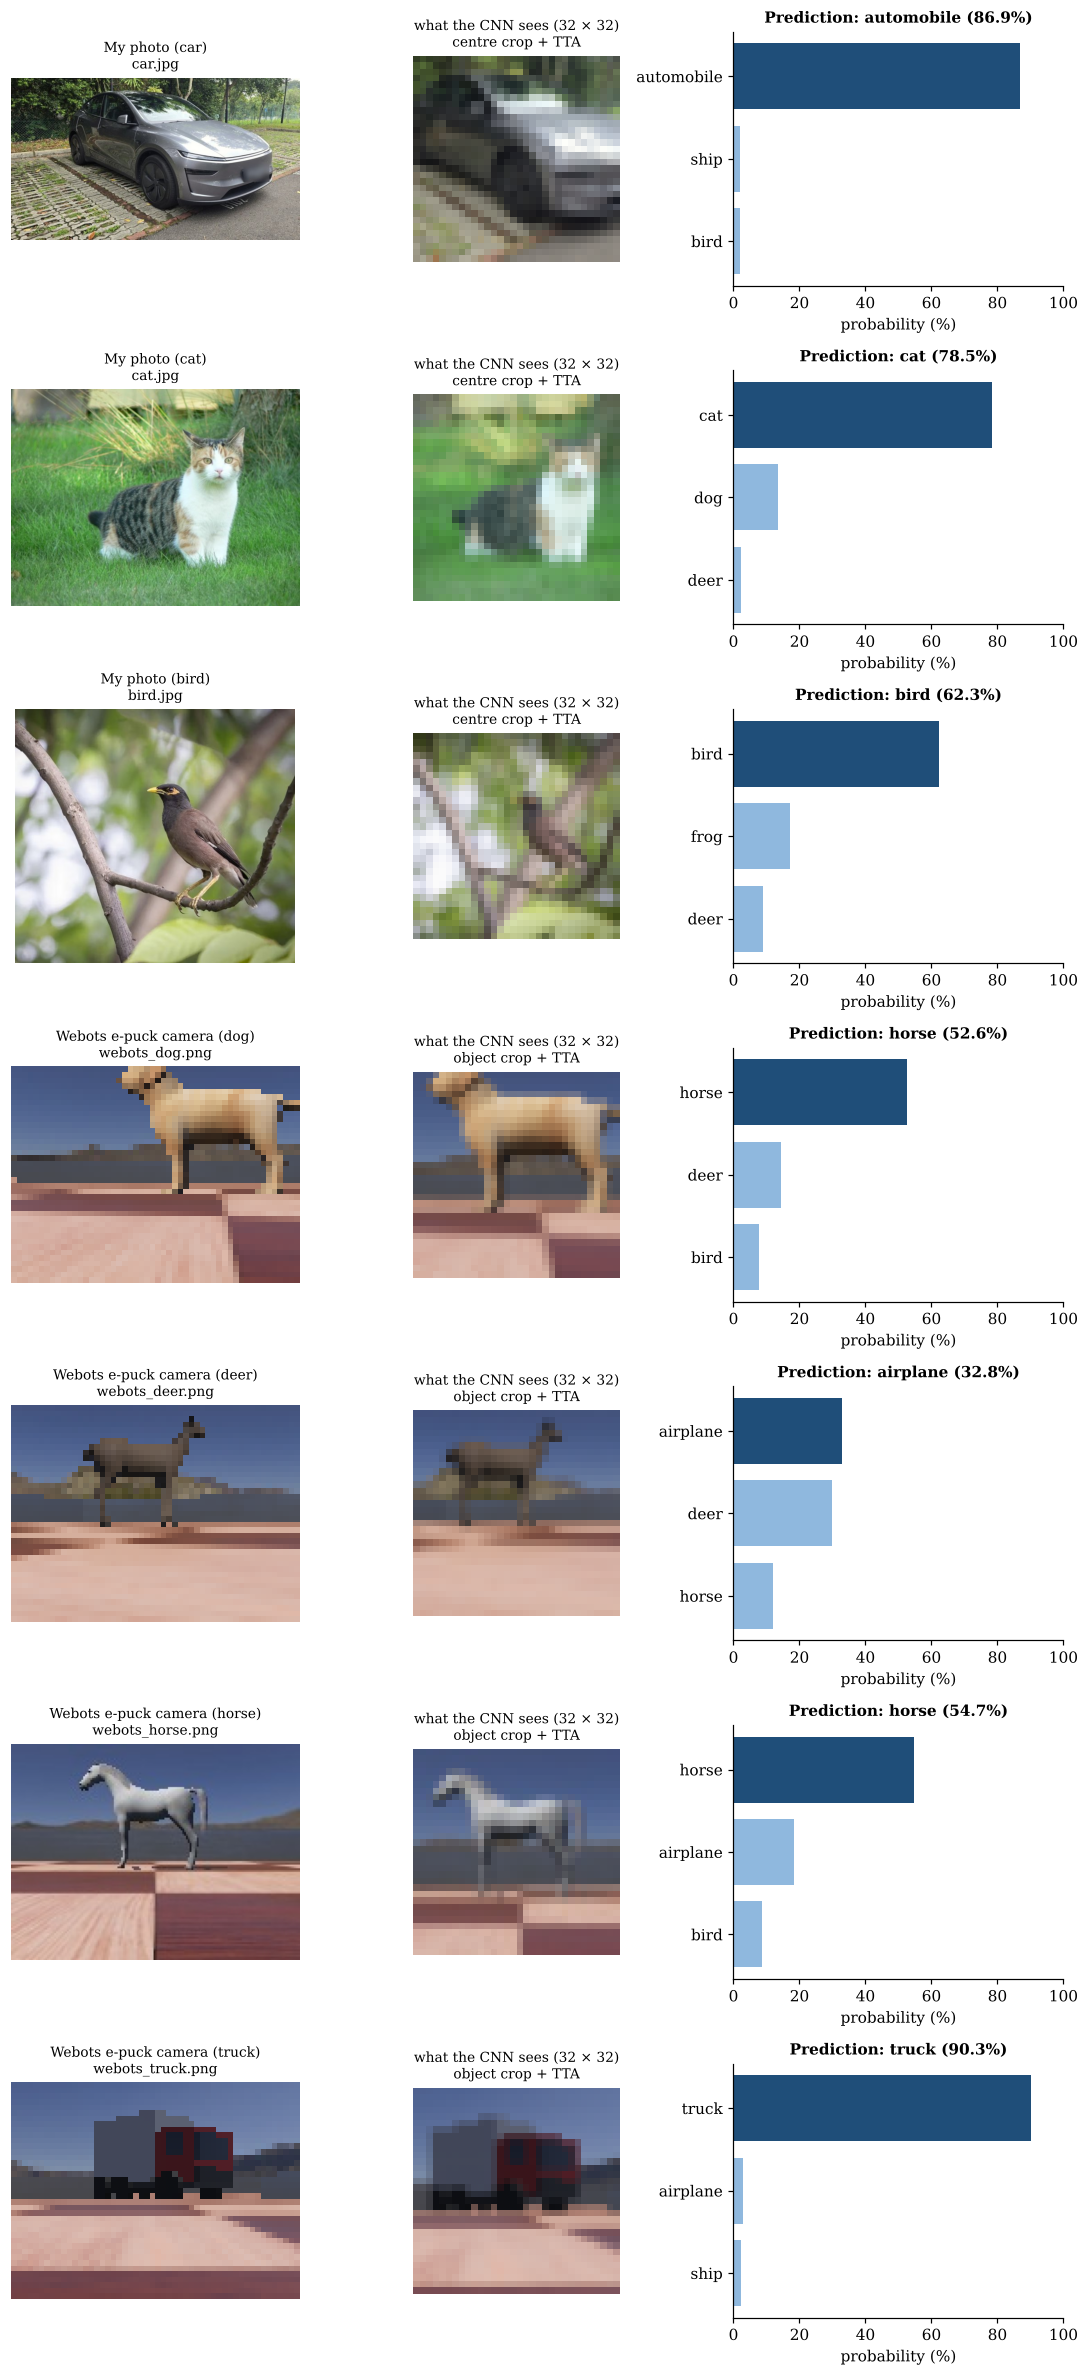 My photo (car)
car.jpg
what the CNN sees (32 × 32)
centre crop + TTA
Prediction: automobile (86.9%)
automobile
ship
bird
0 20 40 60 80 100
probability (%)
My photo (cat)
cat.jpg
what the CNN sees (32 × 32)
centre crop + TTA
Prediction: cat (78.5%)
cat
dog
deer
0 20 40 60 80 100
probability (%)
My photo (bird)
bird.jpg
what the CNN sees (32 × 32)
centre crop + TTA
Prediction: bird (62.3%)
bird
frog
deer
0 20 40 60 80 100
probability (%)
Webots e-puck camera (dog)
webots_dog.png
what the CNN sees (32 × 32)
object crop + TTA
Prediction: horse (52.6%)
horse
deer
bird
0 20 40 60 80 100
probability (%)
Webots e-puck camera (deer)
webots_deer.png
what the CNN sees (32 × 32)
object crop + TTA
Prediction: airplane (32.8%)
airplane
deer
horse
0 20 40 60 80 100
probability (%)
Webots e-puck camera (horse)
webots_horse.png
what the CNN sees (32 × 32)
object crop + TTA
Prediction: horse (54.7%)
horse
airplane
bird
0 20 40 60 80 100
probability (%)
Webots e-puck camera (truck)
webots_truck.png
what the CNN sees (32 × 32)
object crop + TTA
Prediction: truck (90.3%)
truck
airplane
ship
0 20 40 60 80 100
probability (%)